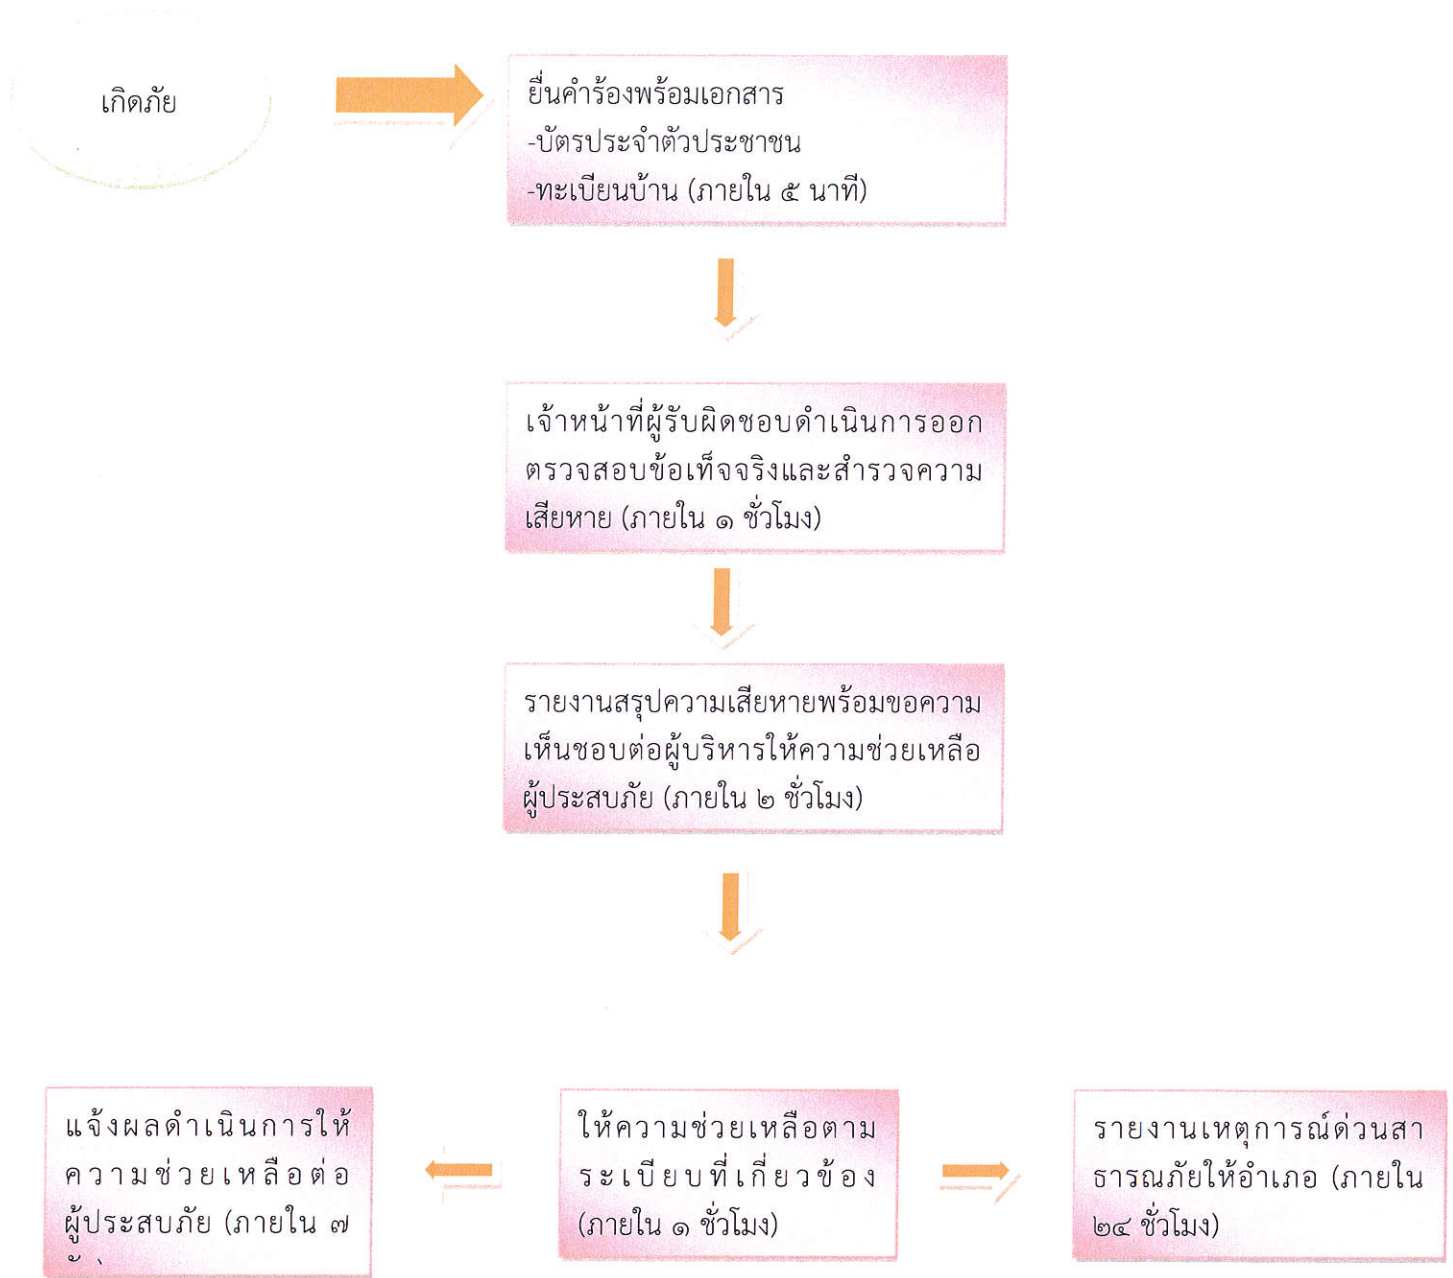 เกิดภัย
ยื่นคำร้องพร้อมเอกสาร
-บัตรประจำตัวประชาชน
-ทะเบียนบ้าน (ภายใน ๕ นาที)
เจ้าหน้าที่ผู้รับผิดชอบดำเนินการออก
ตรวจสอบข้อเท็จจริงและสำรวจความ
เสียหาย (ภายใน ๑ ชั่วโมง)
รายงานสรุปความเสียหายพร้อมขอความ
เห็นชอบต่อผู้บริหารให้ความช่วยเหลือ
ผู้ประสบภัย (ภายใน ๒ ชั่วโมง)
แจ้งผลดำเนินการให้
ความช่วยเหลือต่อ
ผู้ประสบภัย (ภายใน ๗
ให้ความช่วยเหลือตาม
ระเบียบที่เกี่ยวข้อง
(ภายใน ๑ ชั่วโมง)
รายงานเหตุการณ์ด่วนสา
ธารณภัยให้อำเภอ (ภายใน
๒๔ ชั่วโมง)